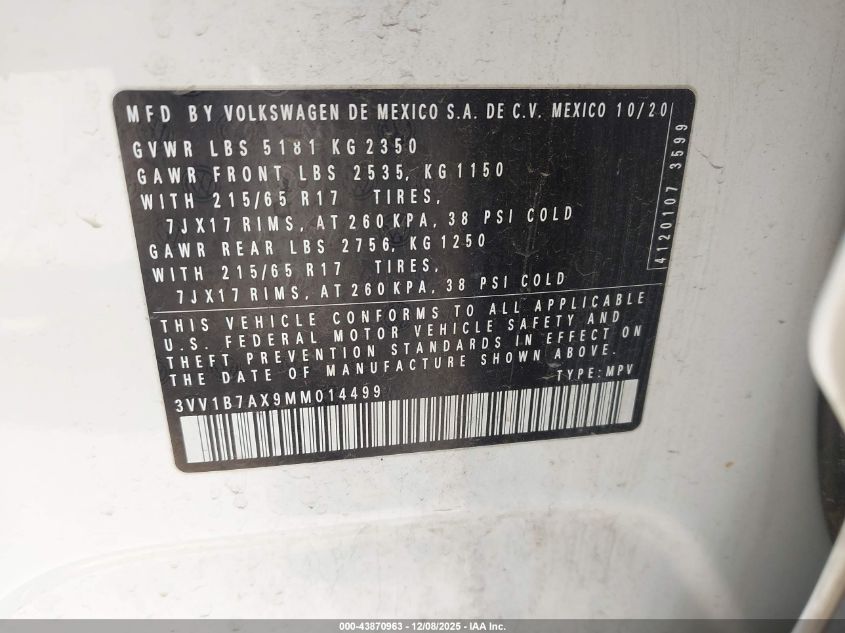 MFD BY VOLKSWAGEN DE MEXICO S.A. DE C.V. MEXICO 10/20
GVWR LBS 5181 KG 2350
GAWR FRONT LBS 2535, KG 1150
WITH 215/65 R17 TIRES,
7JX17 RIMS, AT 260 KPA, 38 PSI COLD
GAWR REAR LBS 2756, KG 1250
WITH 215/65 R17 TIRES,
7JX17 RIMS, AT 260 KPA, 38 PSI COLD
4120107 3599
THIS VEHICLE CONFORMS TO ALL APPLICABLE
U.S. FEDERAL MOTOR VEHICLE SAFETY AND
THEFT PREVENTION STANDARDS IN EFFECT ON
THE DATE OF MANUFACTURE SHOWN ABOVE.
TYPE: MPV
3VV1B7AX9MM014499
000-43870963 - 12/08/2025 - IAA Inc.